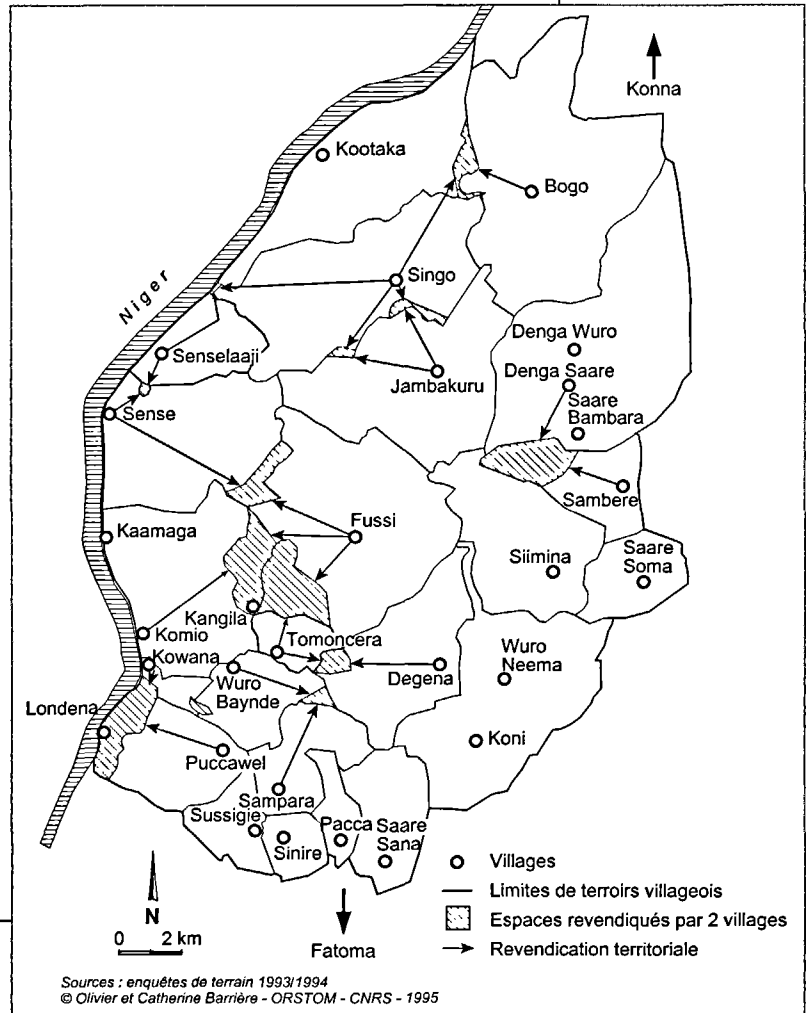 Konna
Kootaka
Bogo
Niger
Singo
Senselaaji
Denga Wuro
Jambakuru
Denga Saare
Saare
Bambara
Sense
Sambere
Kaamaga
Fussi
Siimina
Saare
Soma
Kangila
Komio
Tomoncera
Kowana
Wuro
Baynde
Degena
Wuro
Neema
Londena
Koni
Puccawel
Sampara
Sussigie
Pacca
Saare
Sana
Sinire
Villages
Limites de terroirs villageois
N
Espaces revendiqués par 2 villages
0 2 km
Fatoma
Revendication territoriale
Sources : enquêtes de terrain 1993/1994
© Olivier et Catherine Barrière - ORSTOM - CNRS - 1995